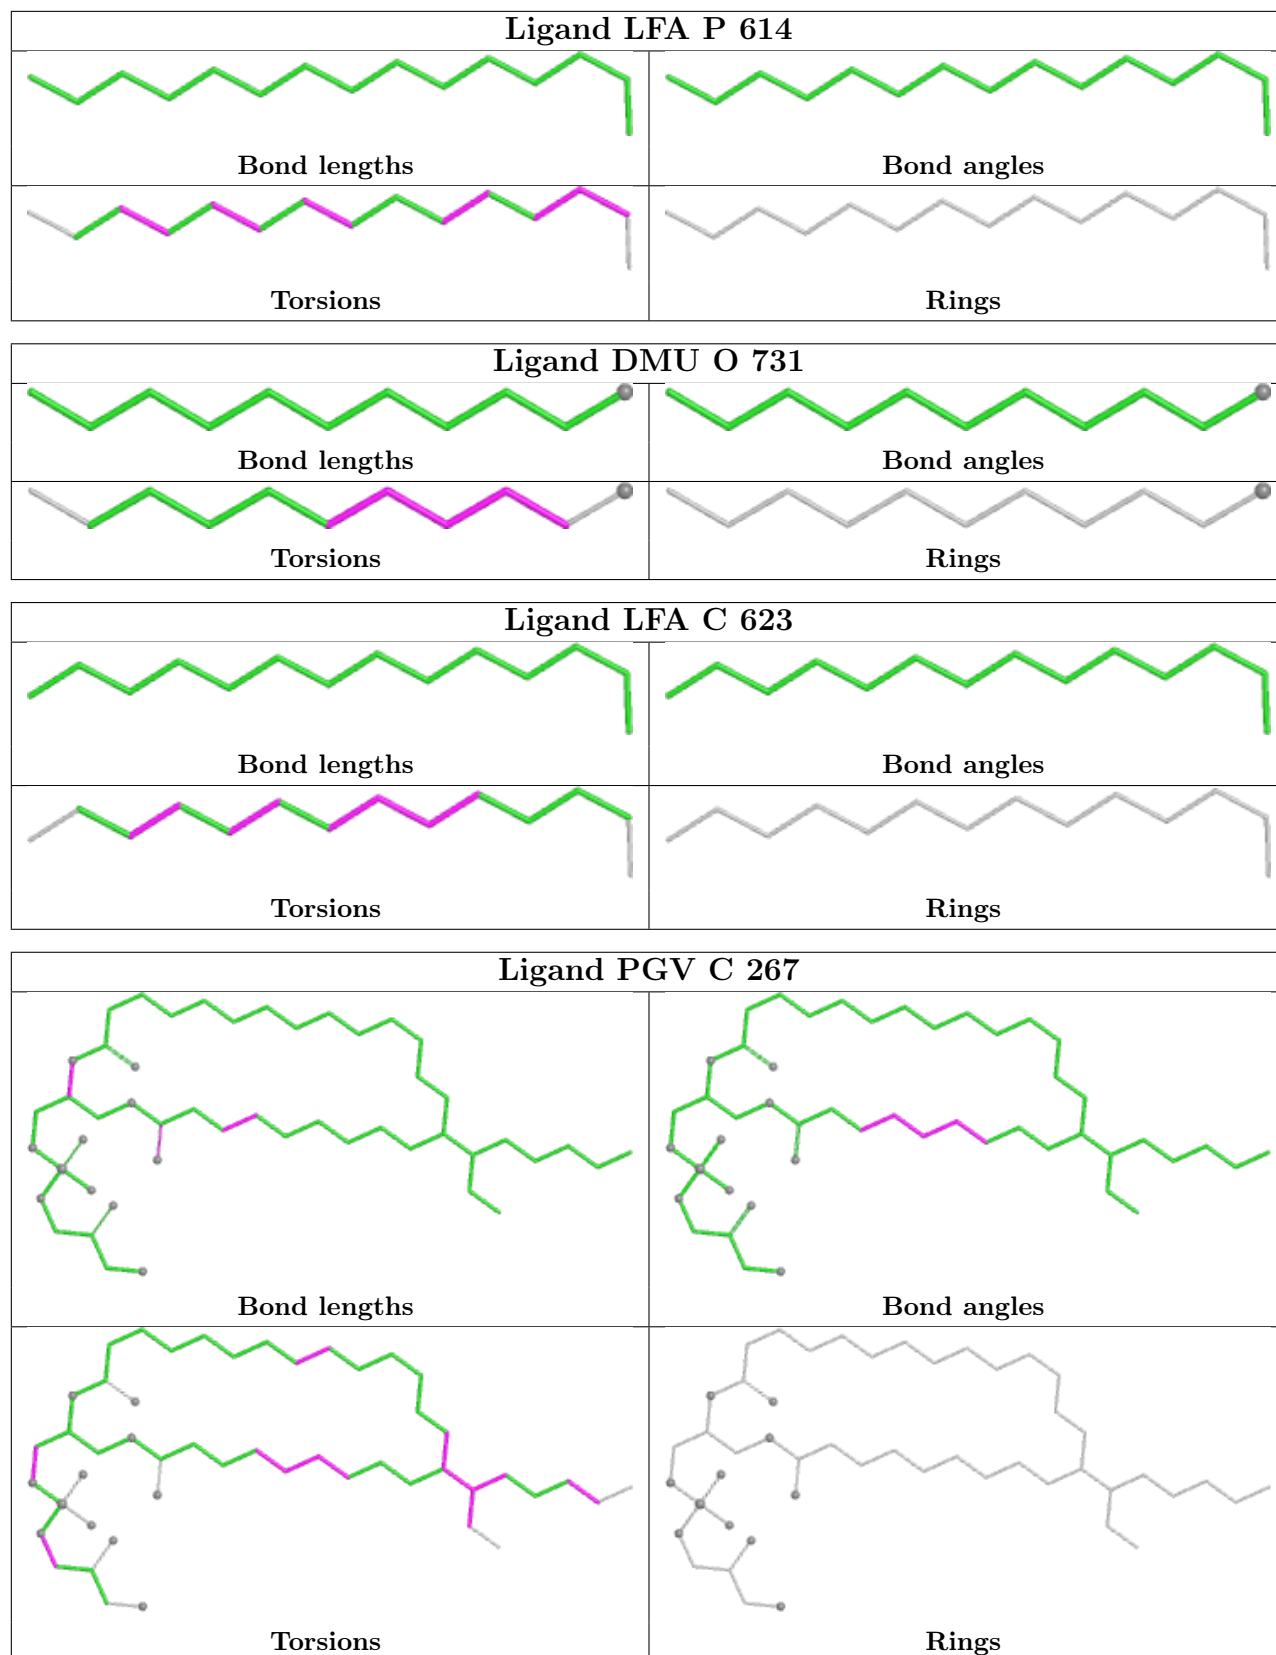 Ligand LFA P 614
Bond lengths
Bond angles
Torsions
Rings
Ligand DMU O 731
Bond lengths
Bond angles
Torsions
Rings
Ligand LFA C 623
Bond lengths
Bond angles
Torsions
Rings
Ligand PGV C 267
Bond lengths
Bond angles
Torsions
Rings